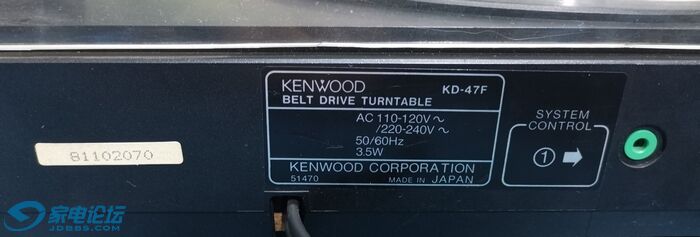 KENWOOD KD-47F
BELT DRIVE TURNTABLE
AC 110-120V~
/220-240V~
50/60Hz
3.5W
KENWOOD CORPORATION
51470 MADE IN JAPAN
SYSTEM
CONTROL
① ➡
81102070
家电论坛
JDBBS.COM